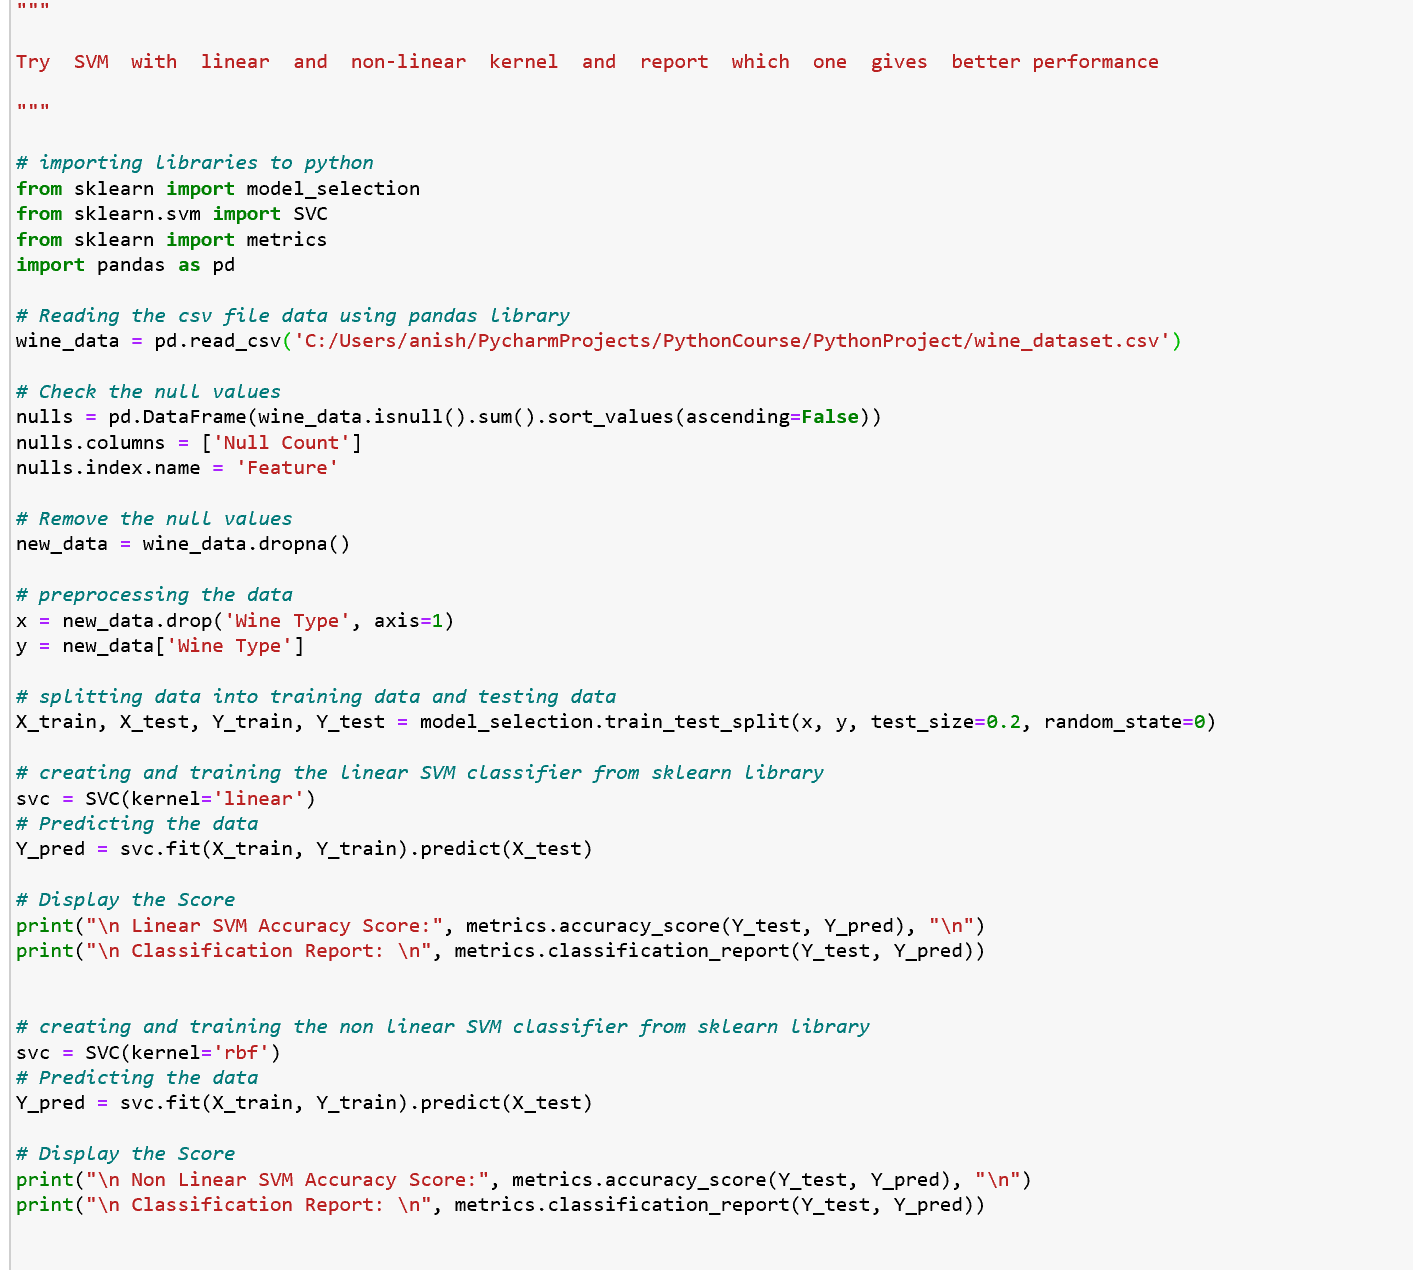 """
Try SVM with linear and non-linear kernel and report which one gives better performance
"""
# importing libraries to python
from sklearn import model_selection
from sklearn.svm import SVC
from sklearn import metrics
import pandas as pd
# Reading the csv file data using pandas library
wine_data = pd.read_csv('C:/Users/anish/PycharmProjects/PythonCourse/PythonProject/wine_dataset.csv')
# Check the null values
nulls = pd.DataFrame(wine_data.isnull().sum().sort_values(ascending=False))
nulls.columns = ['Null Count']
nulls.index.name = 'Feature'
# Remove the null values
new_data = wine_data.dropna()
# preprocessing the data
x = new_data.drop('Wine Type', axis=1)
y = new_data['Wine Type']
# splitting data into training data and testing data
X_train, X_test, Y_train, Y_test = model_selection.train_test_split(x, y, test_size=0.2, random_state=0)
# creating and training the linear SVM classifier from sklearn library
svc = SVC(kernel='linear')
# Predicting the data
Y_pred = svc.fit(X_train, Y_train).predict(X_test)
# Display the Score
print("\n Linear SVM Accuracy Score:", metrics.accuracy_score(Y_test, Y_pred), "\n")
print("\n Classification Report: \n", metrics.classification_report(Y_test, Y_pred))
# creating and training the non linear SVM classifier from sklearn library
svc = SVC(kernel='rbf')
# Predicting the data
Y_pred = svc.fit(X_train, Y_train).predict(X_test)
# Display the Score
print("\n Non Linear SVM Accuracy Score:", metrics.accuracy_score(Y_test, Y_pred), "\n")
print("\n Classification Report: \n", metrics.classification_report(Y_test, Y_pred))